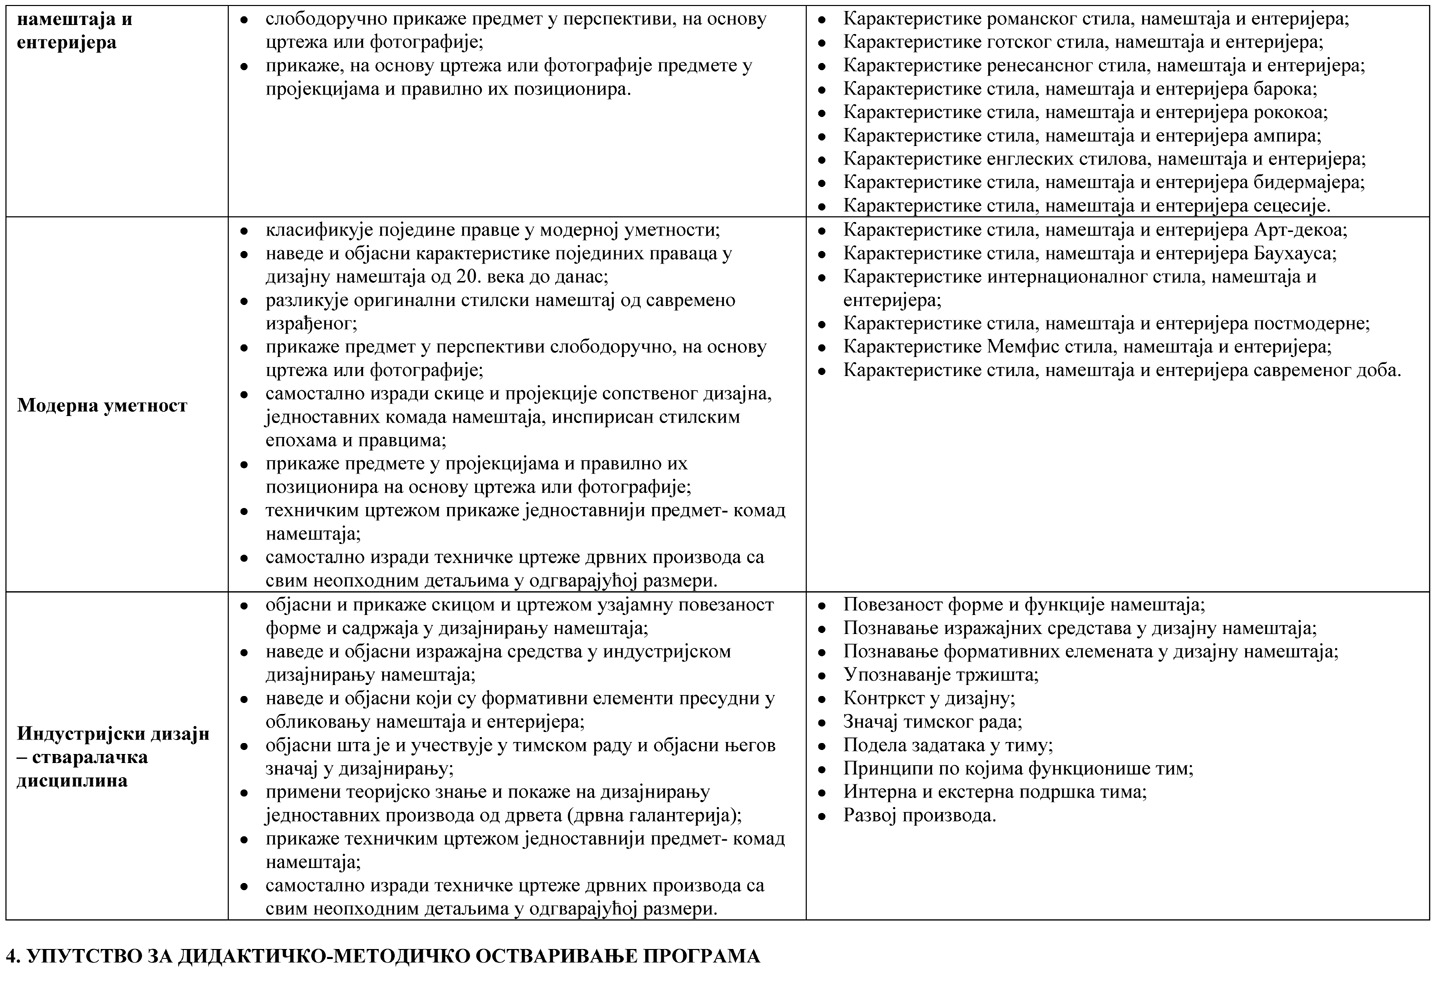 намештаја и
ентеријера
• слободоручно прикаже предмет у перспективи, на основу
цртежа или фотографије;
• прикаже, на основу цртежа или фотографије предмете у
пројекцијама и правилно их позиционира.
• Карактеристике романског стила, намештаја и ентеријера;
• Карактеристике готског стила, намештаја и ентеријера;
• Карактеристике ренесансног стила, намештаја и ентеријера;
• Карактеристике стила, намештаја и ентеријера барока;
• Карактеристике стила, намештаја и ентеријера рококоа;
• Карактеристике стила, намештаја и ентеријера ампира;
• Карактеристике енглеских стилова, намештаја и ентеријера;
• Карактеристике стила, намештаја и ентеријера бидермајера;
• Карактеристике стила, намештаја и ентеријера сецесије.
Модерна уметност
• класификује поједине правце у модерној уметности;
• наведе и објасни карактеристике појединих праваца у
дизајну намештаја од 20. века до данас;
• разликује оригинални стилски намештај од савремено
израђеног;
• прикаже предмет у перспективи слободоручно, на основу
цртежа или фотографије;
• самостално изради скице и пројекције сопственог дизајна,
једноставних комада намештаја, инспирисан стилским
епохама и правцима;
• прикаже предмете у пројекцијама и правилно их
позиционира на основу цртежа или фотографије;
• техничким цртежом прикаже једноставнији предмет- комад
намештаја;
• самостално изради техничке цртеже дрвних производа са
свим неопходним детаљима у одгварајућој размери.
• Карактеристике стила, намештаја и ентеријера Арт-декоа;
• Карактеристике стила, намештаја и ентеријера Баухауса;
• Карактеристике интернационалног стила, намештаја и
ентеријера;
• Карактеристике стила, намештаја и ентеријера постмодерне;
• Карактеристике Мемфис стила, намештаја и ентеријера;
• Карактеристике стила, намештаја и ентеријера савременог доба.
Индустријски дизајн
– стваралачка
дисциплина
• објасни и прикаже скицом и цртежом узајамну повезаност
форме и садржаја у дизајнирању намештаја;
• наведе и објасни изражајна средства у индустријском
дизајнирању намештаја;
• наведе и објасни који су формативни елементи пресудни у
обликовању намештаја и ентеријера;
• објасни шта је и учествује у тимском раду и објасни његов
значај у дизајнирању;
• примени теоријско знање и покаже на дизајнирању
једноставних производа од дрвета (дрвна галантерија);
• прикаже техничким цртежом једноставнији предмет- комад
намештаја;
• самостално изради техничке цртеже дрвних производа са
свим неопходним детаљима у одгварајућој размери.
• Повезаност форме и функције намештаја;
• Познавање изражајних средстава у дизајну намештаја;
• Познавање формативних елемената у дизајну намештаја;
• Упознаванје тржишта;
• Контркст у дизајну;
• Значај тимског рада;
• Подела задатака у тиму;
• Принципи по којима функционише тим;
• Интерна и екстерна подршка тима;
• Развој производа.
4. УПУТСТВО ЗА ДИДАКТИЧКО-МЕТОДИЧКО ОСТВАРИВАЊЕ ПРОГРАМА